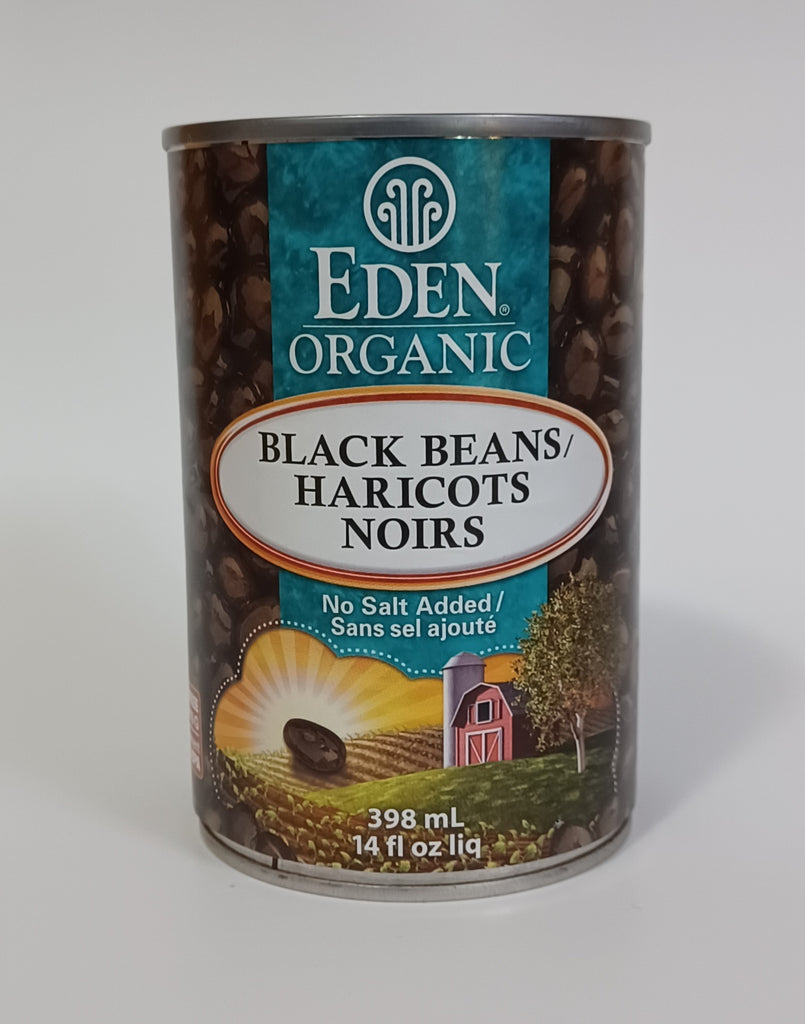 EDEN®
ORGANIC
BLACK BEANS/
HARICOTS
NOIRS
No Salt Added/
Sans sel ajouté
398 mL
14 fl oz liq